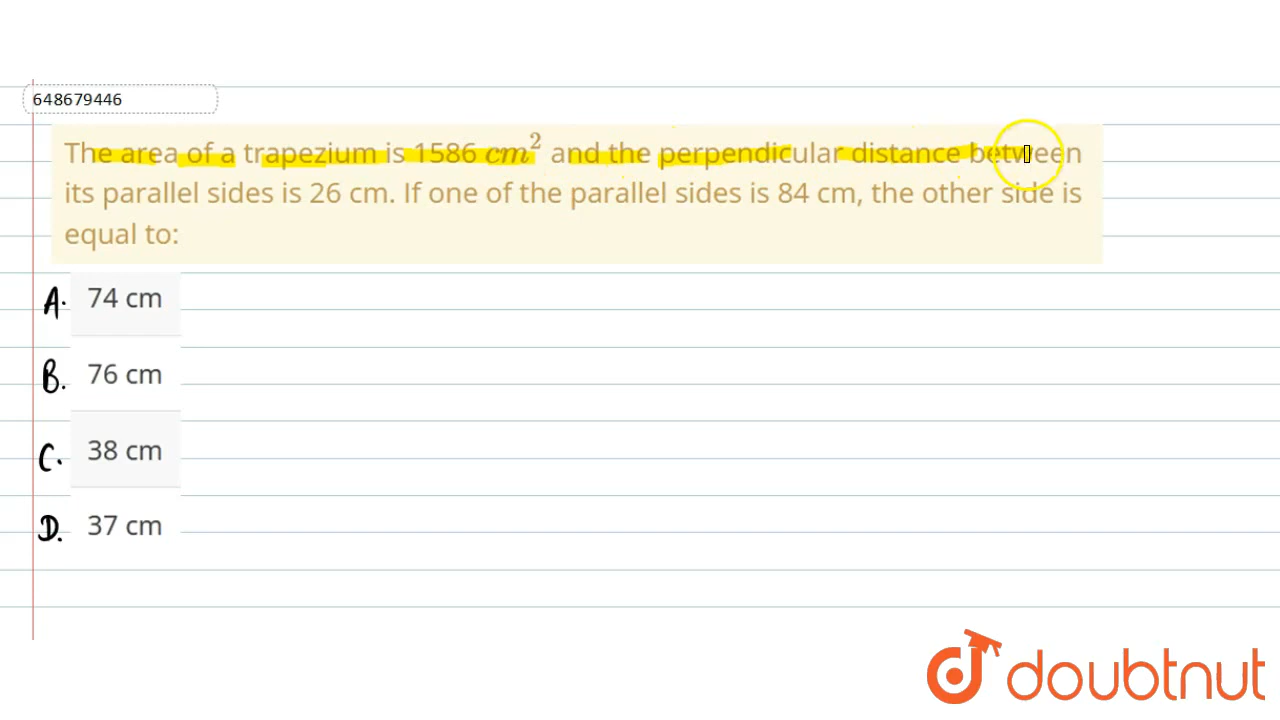 648679446
The area of a trapezium is 1586 cm² and the perpendicular distance between
its parallel sides is 26 cm. If one of the parallel sides is 84 cm, the other side is
equal to:
A. 74 cm
B. 76 cm
C. 38 cm
D. 37 cm
doubtnut